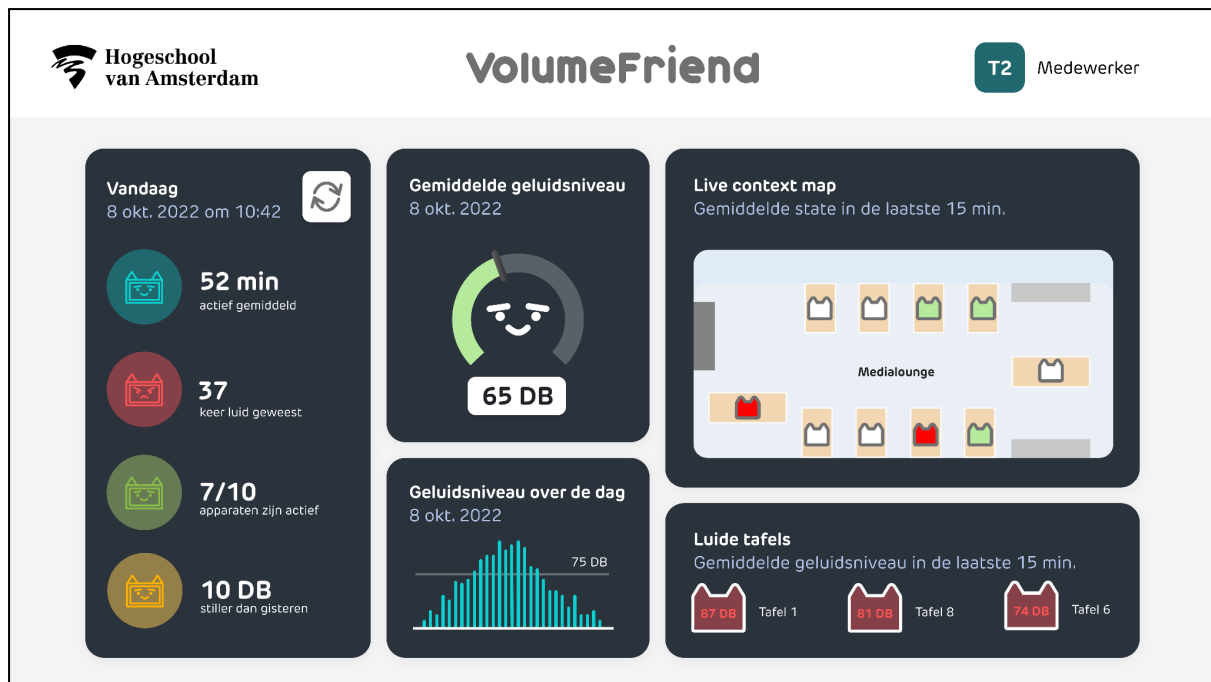 Hogeschool
van Amsterdam
VolumeFriend
T2
Medewerker
Vandaag
8 okt. 2022 om 10:42
52 min
actief gemiddeld
37
keer luid geweest
7/10
apparaten zijn actief
10 DB
stiller dan gisteren
Gemiddelde geluidsniveau
8 okt. 2022
65 DB
Geluidsniveau over de dag
8 okt. 2022
75 DB
Live context map
Gemiddelde state in de laatste 15 min.
Medialounge
Luide tafels
Gemiddelde geluidsniveau in de laatste 15 min.
87 DB
Tafel 1
81 DB
Tafel 8
74 DB
Tafel 6